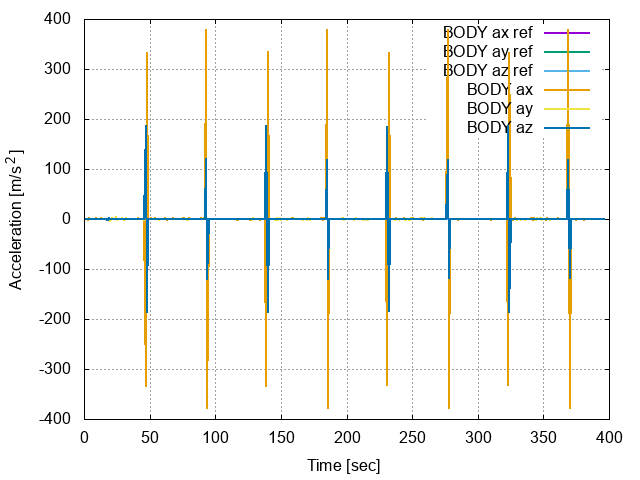 400
300
200
100
0
-100
-200
-300
-400
Acceleration [m/s^2]
BODY ax ref
BODY ay ref
BODY az ref
BODY ax
BODY ay
BODY az
0 50 100 150 200 250 300 350 400
Time [sec]